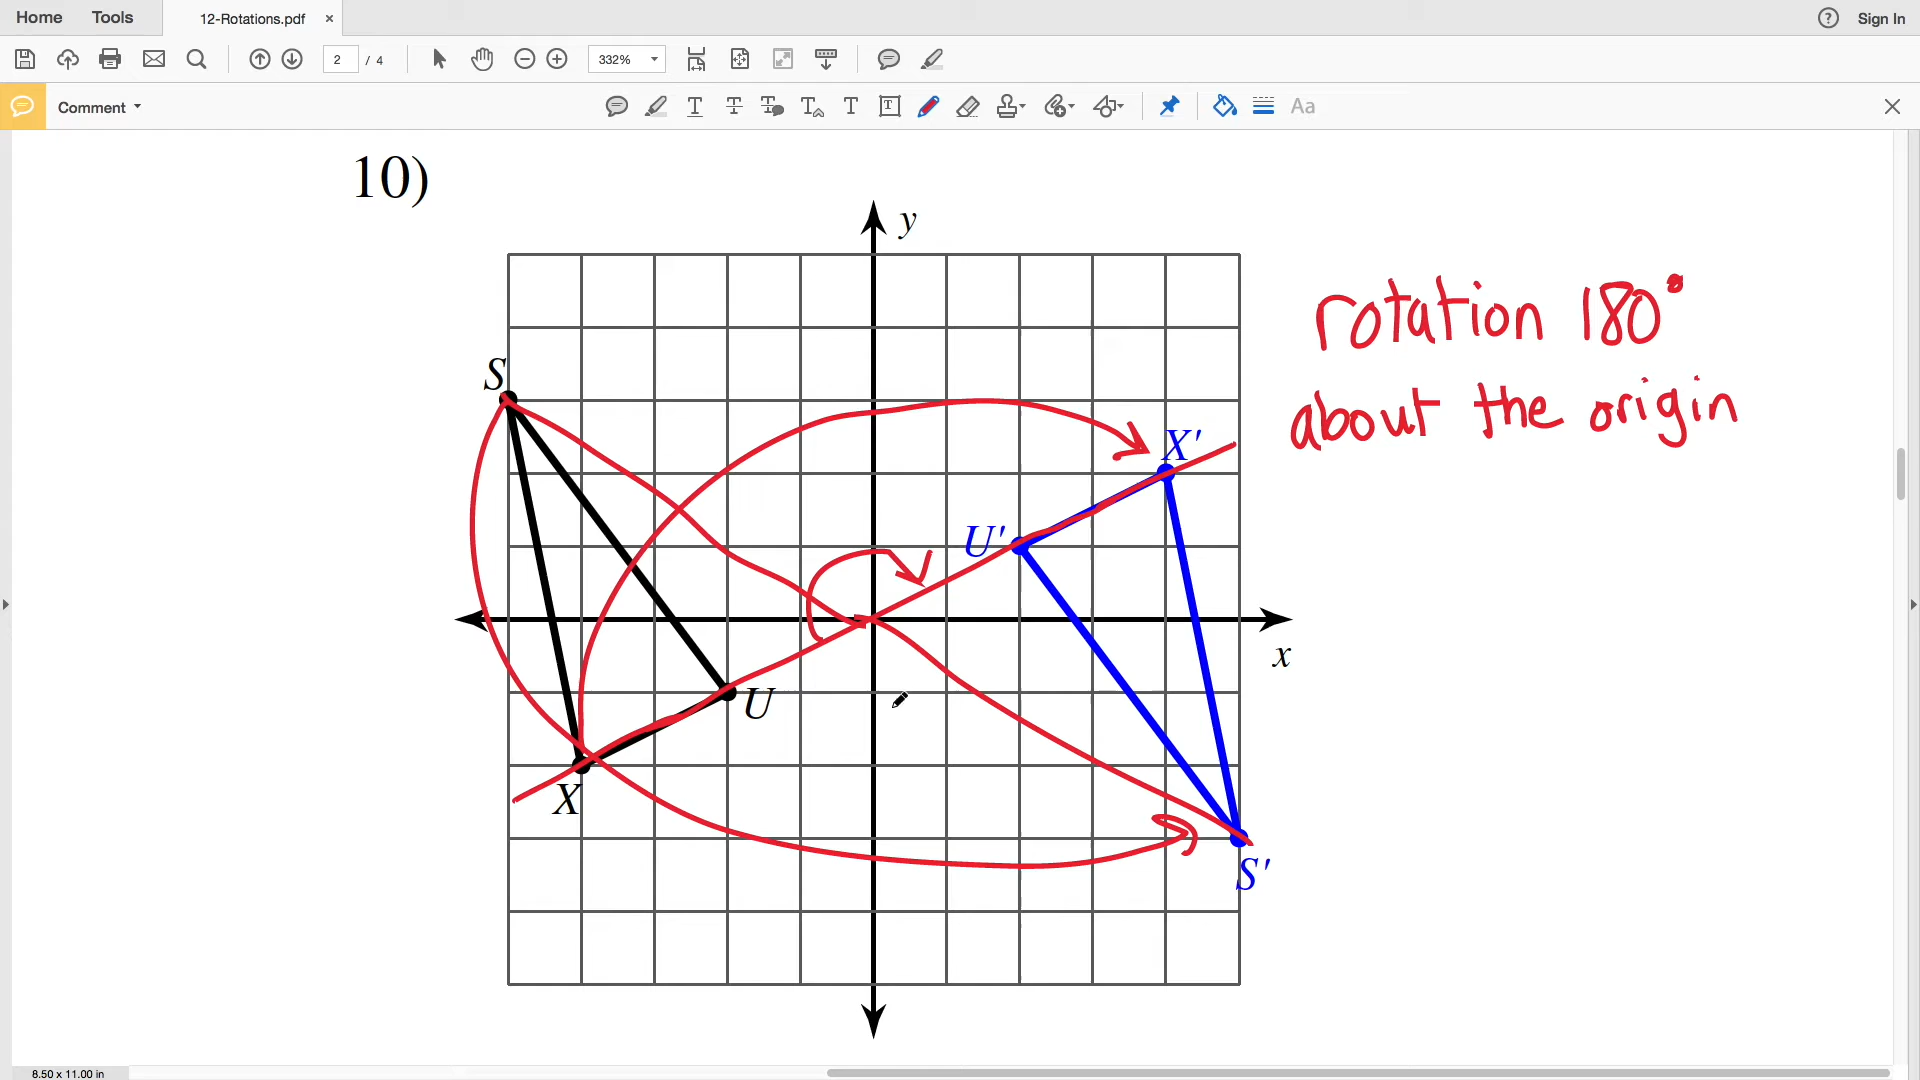 Home Tools 12-Rotations.pdf × ? Sign In
2 / 4 332%
Comment T T T T T T Aa
10)
y
rotation 180°
S
about the origin
X'
U'
x
U
X
S'
8.50 x 11.00 in